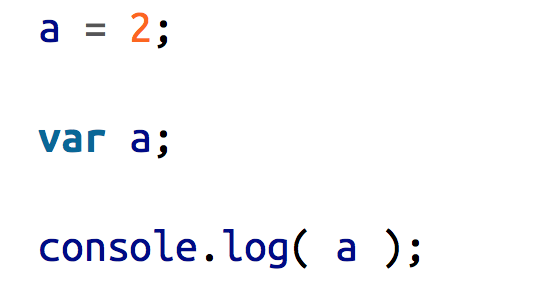 a = 2;
var a;
console.log( a );